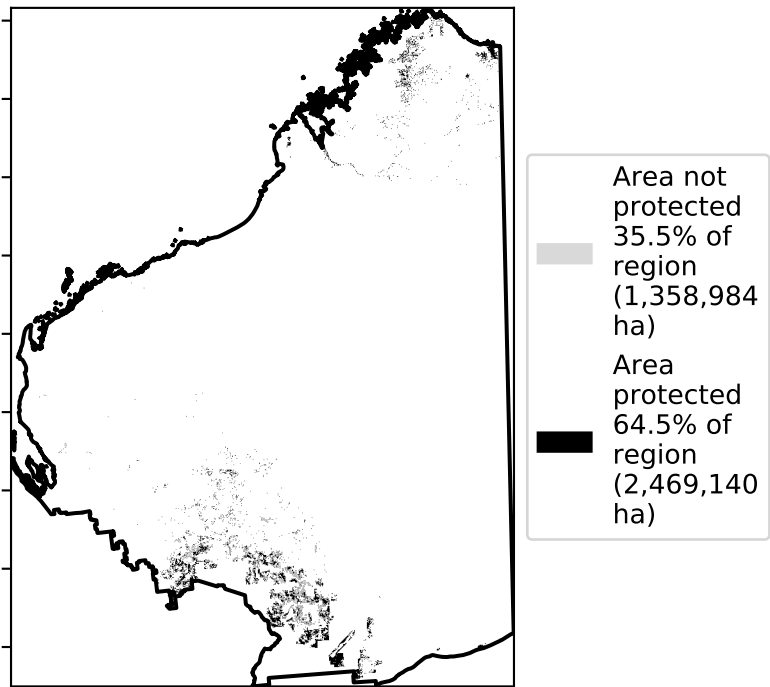 Area not
protected
35.5% of
region
(1,358,984
ha)
Area
protected
64.5% of
region
(2,469,140
ha)